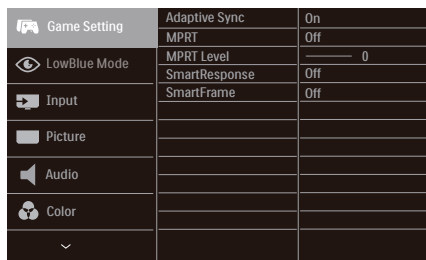 Game Setting
LowBlue Mode
Input
Picture
Audio
Color
Adaptive Sync On
MPRT Off
MPRT Level 0
SmartResponse Off
SmartFrame Off